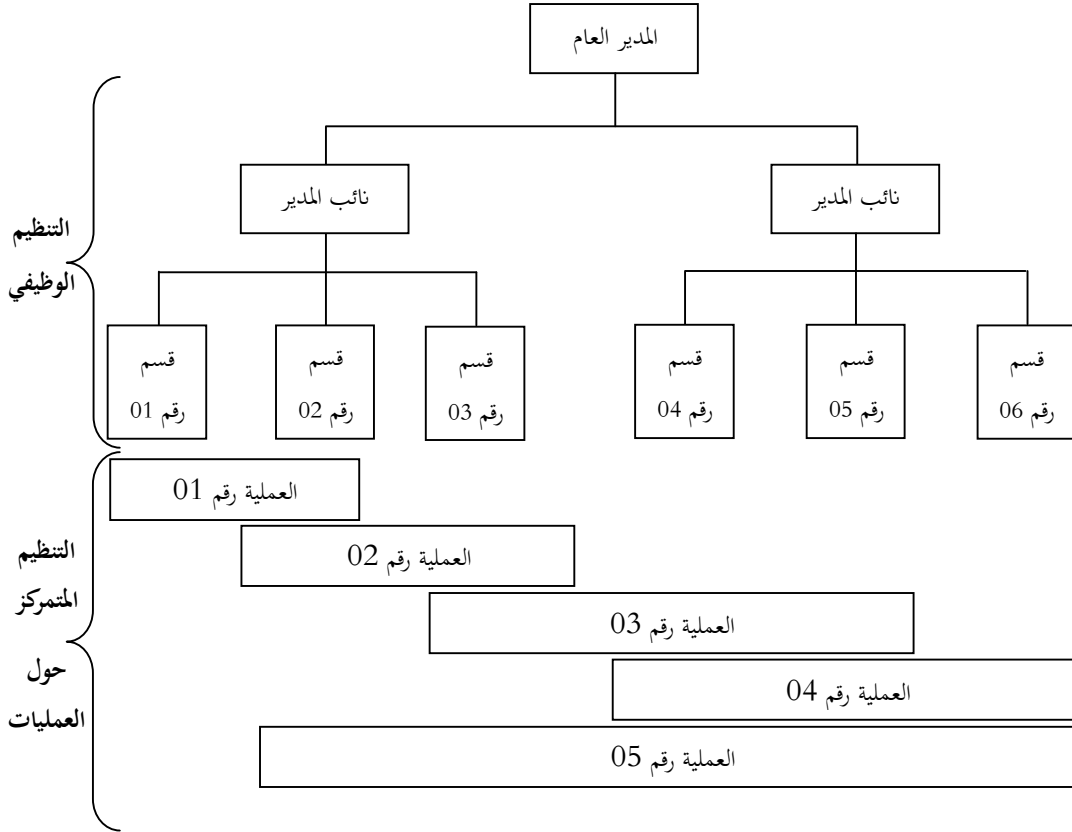 المدير العام
نائب المدير
نائب المدير
التنظيم
الوظيفي
قسم
رقم 01
قسم
رقم 02
قسم
رقم 03
قسم
رقم 04
قسم
رقم 05
قسم
رقم 06
التنظيم
المتمركز
حول
العمليات
العملية رقم 01
العملية رقم 02
العملية رقم 03
العملية رقم 04
العملية رقم 05